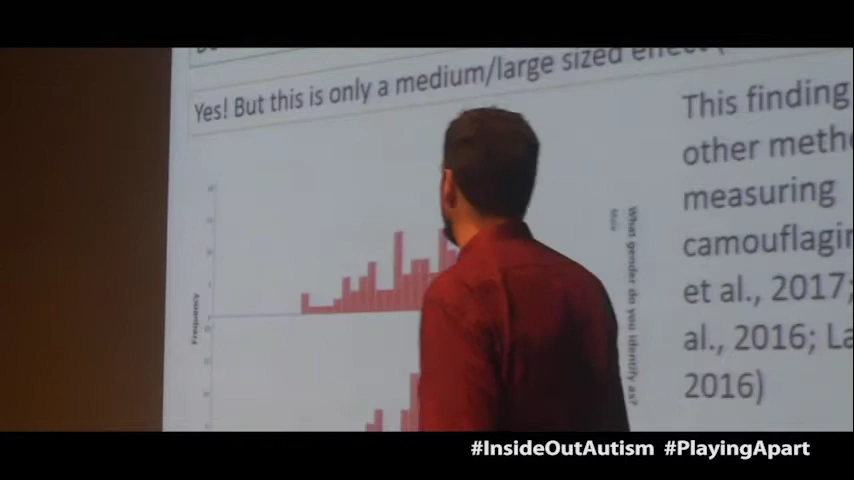 Yes! But this is only a medium/large sized effect
This finding
other meth
measuring
camouflagin
et al., 2017;
al., 2016; La
2016)
What gender do you identify as?
Male
Frequency
#InsideOutAutism #PlayingApart